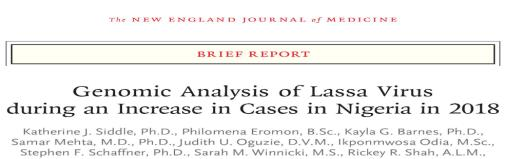 The NEW ENGLAND JOURNAL of MEDICINE
BRIEF REPORT
Genomic Analysis of Lassa Virus
during an Increase in Cases in Nigeria in 2018
Katherine J. Siddle, Ph.D., Philomena Eromon, B.Sc., Kayla G. Barnes, Ph.D.,
Samar Mehta, M.D., Ph.D., Judith U. Oguzie, D.V.M., Ikponmwosa Odia, M.Sc.,
Stephen F. Schaffner, Ph.D., Sarah M. Winnicki, M.S., Rickey R. Shah, A.L.M.,